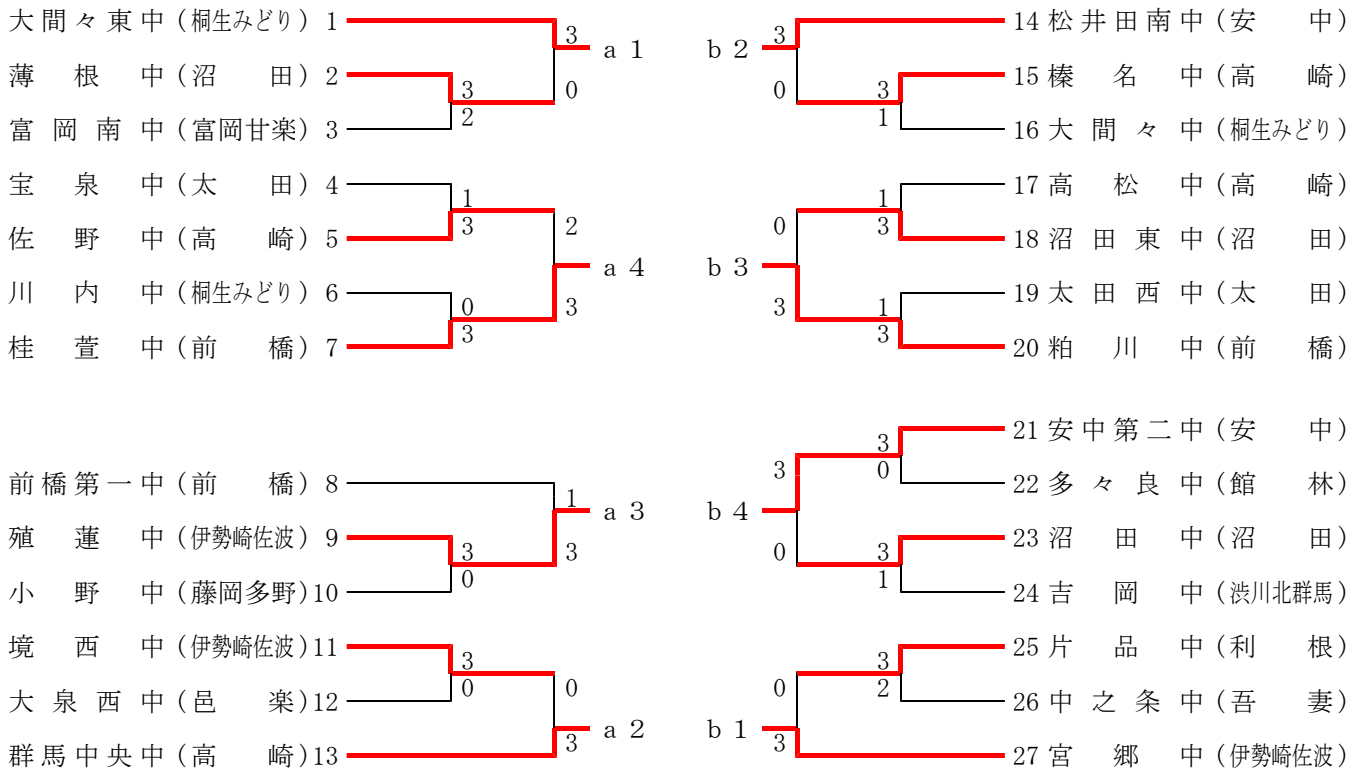 大間々東中(桐生みどり) 1
薄根中(沼田) 2
富岡南中(富岡甘楽) 3
宝泉中(太田) 4
佐野中(高崎) 5
川内中(桐生みどり) 6
桂萱中(前橋) 7
前橋第一中(前橋) 8
殖蓮中(伊勢崎佐波) 9
小野中(藤岡多野) 10
境西中(伊勢崎佐波) 11
大泉西中(邑楽) 12
群馬中央中(高崎) 13
3
2
1
3
0
3
3
0
3
0
3
0
2
3
1
3
0
3
a1
a4
a3
a2
b2
b3
b4
b1
3
0
0
3
3
0
0
3
3
1
1
3
1
3
3
0
3
1
3
2
14 松井田南中(安中)
15 榛名中(高崎)
16 大間々中(桐生みどり)
17 高松中(高崎)
18 沼田東中(沼田)
19 太田西中(太田)
20 粕川中(前橋)
21 安中第二中(安中)
22 多々良中(館林)
23 沼田中(沼田)
24 吉岡中(渋川北群馬)
25 片品中(利根)
26 中之条中(吾妻)
27 宮郷中(伊勢崎佐波)